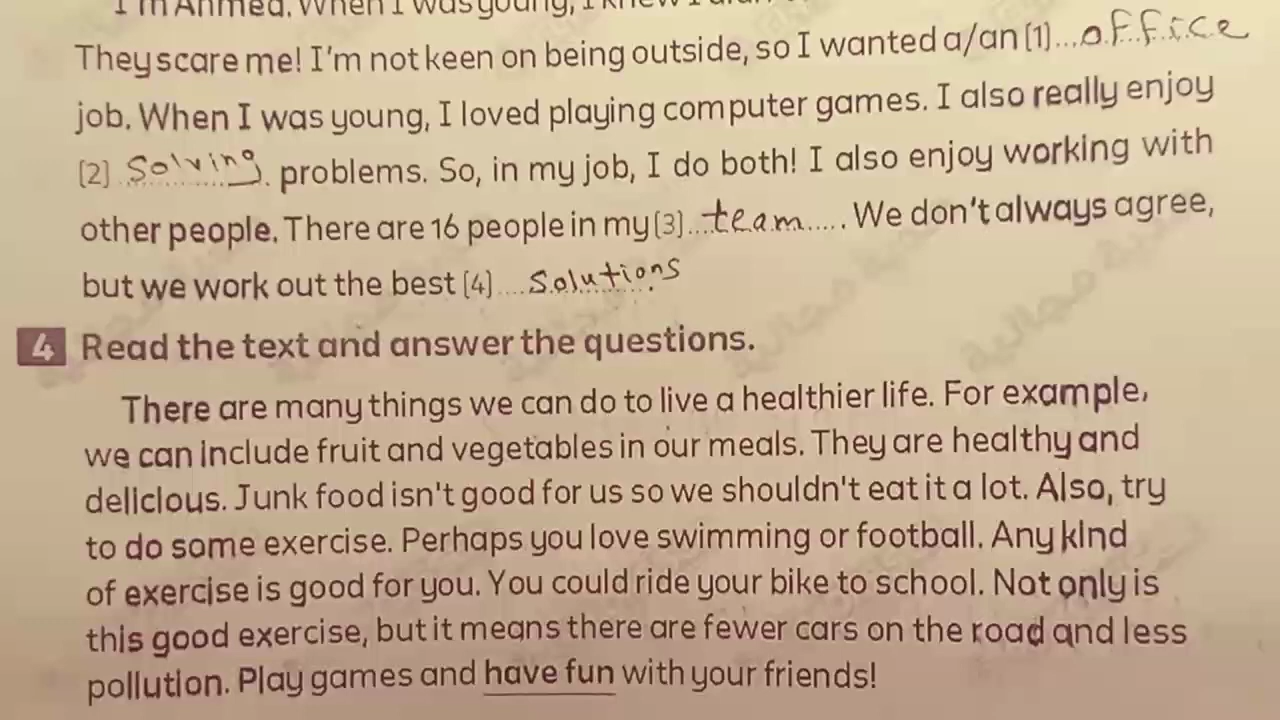 I'm Ahmed. When I was young, I knew I
They scare me! I'm not keen on being outside, so I wanted a/an (1)...office
job. When I was young, I loved playing computer games. I also really enjoy
(2) Solving problems. So, in my job, I do both! I also enjoy working with
other people. There are 16 people in my (3)...team..... We don't always agree,
but we work out the best (4)....solutions
4 Read the text and answer the questions.
There are many things we can do to live a healthier life. For example,
we can include fruit and vegetables in our meals. They are healthy and
delicious. Junk food isn't good for us so we shouldn't eat it a lot. Also, try
to do some exercise. Perhaps you love swimming or football. Any kind
of exercise is good for you. You could ride your bike to school. Not only is
this good exercise, but it means there are fewer cars on the road and less
pollution. Play games and have fun with your friends!